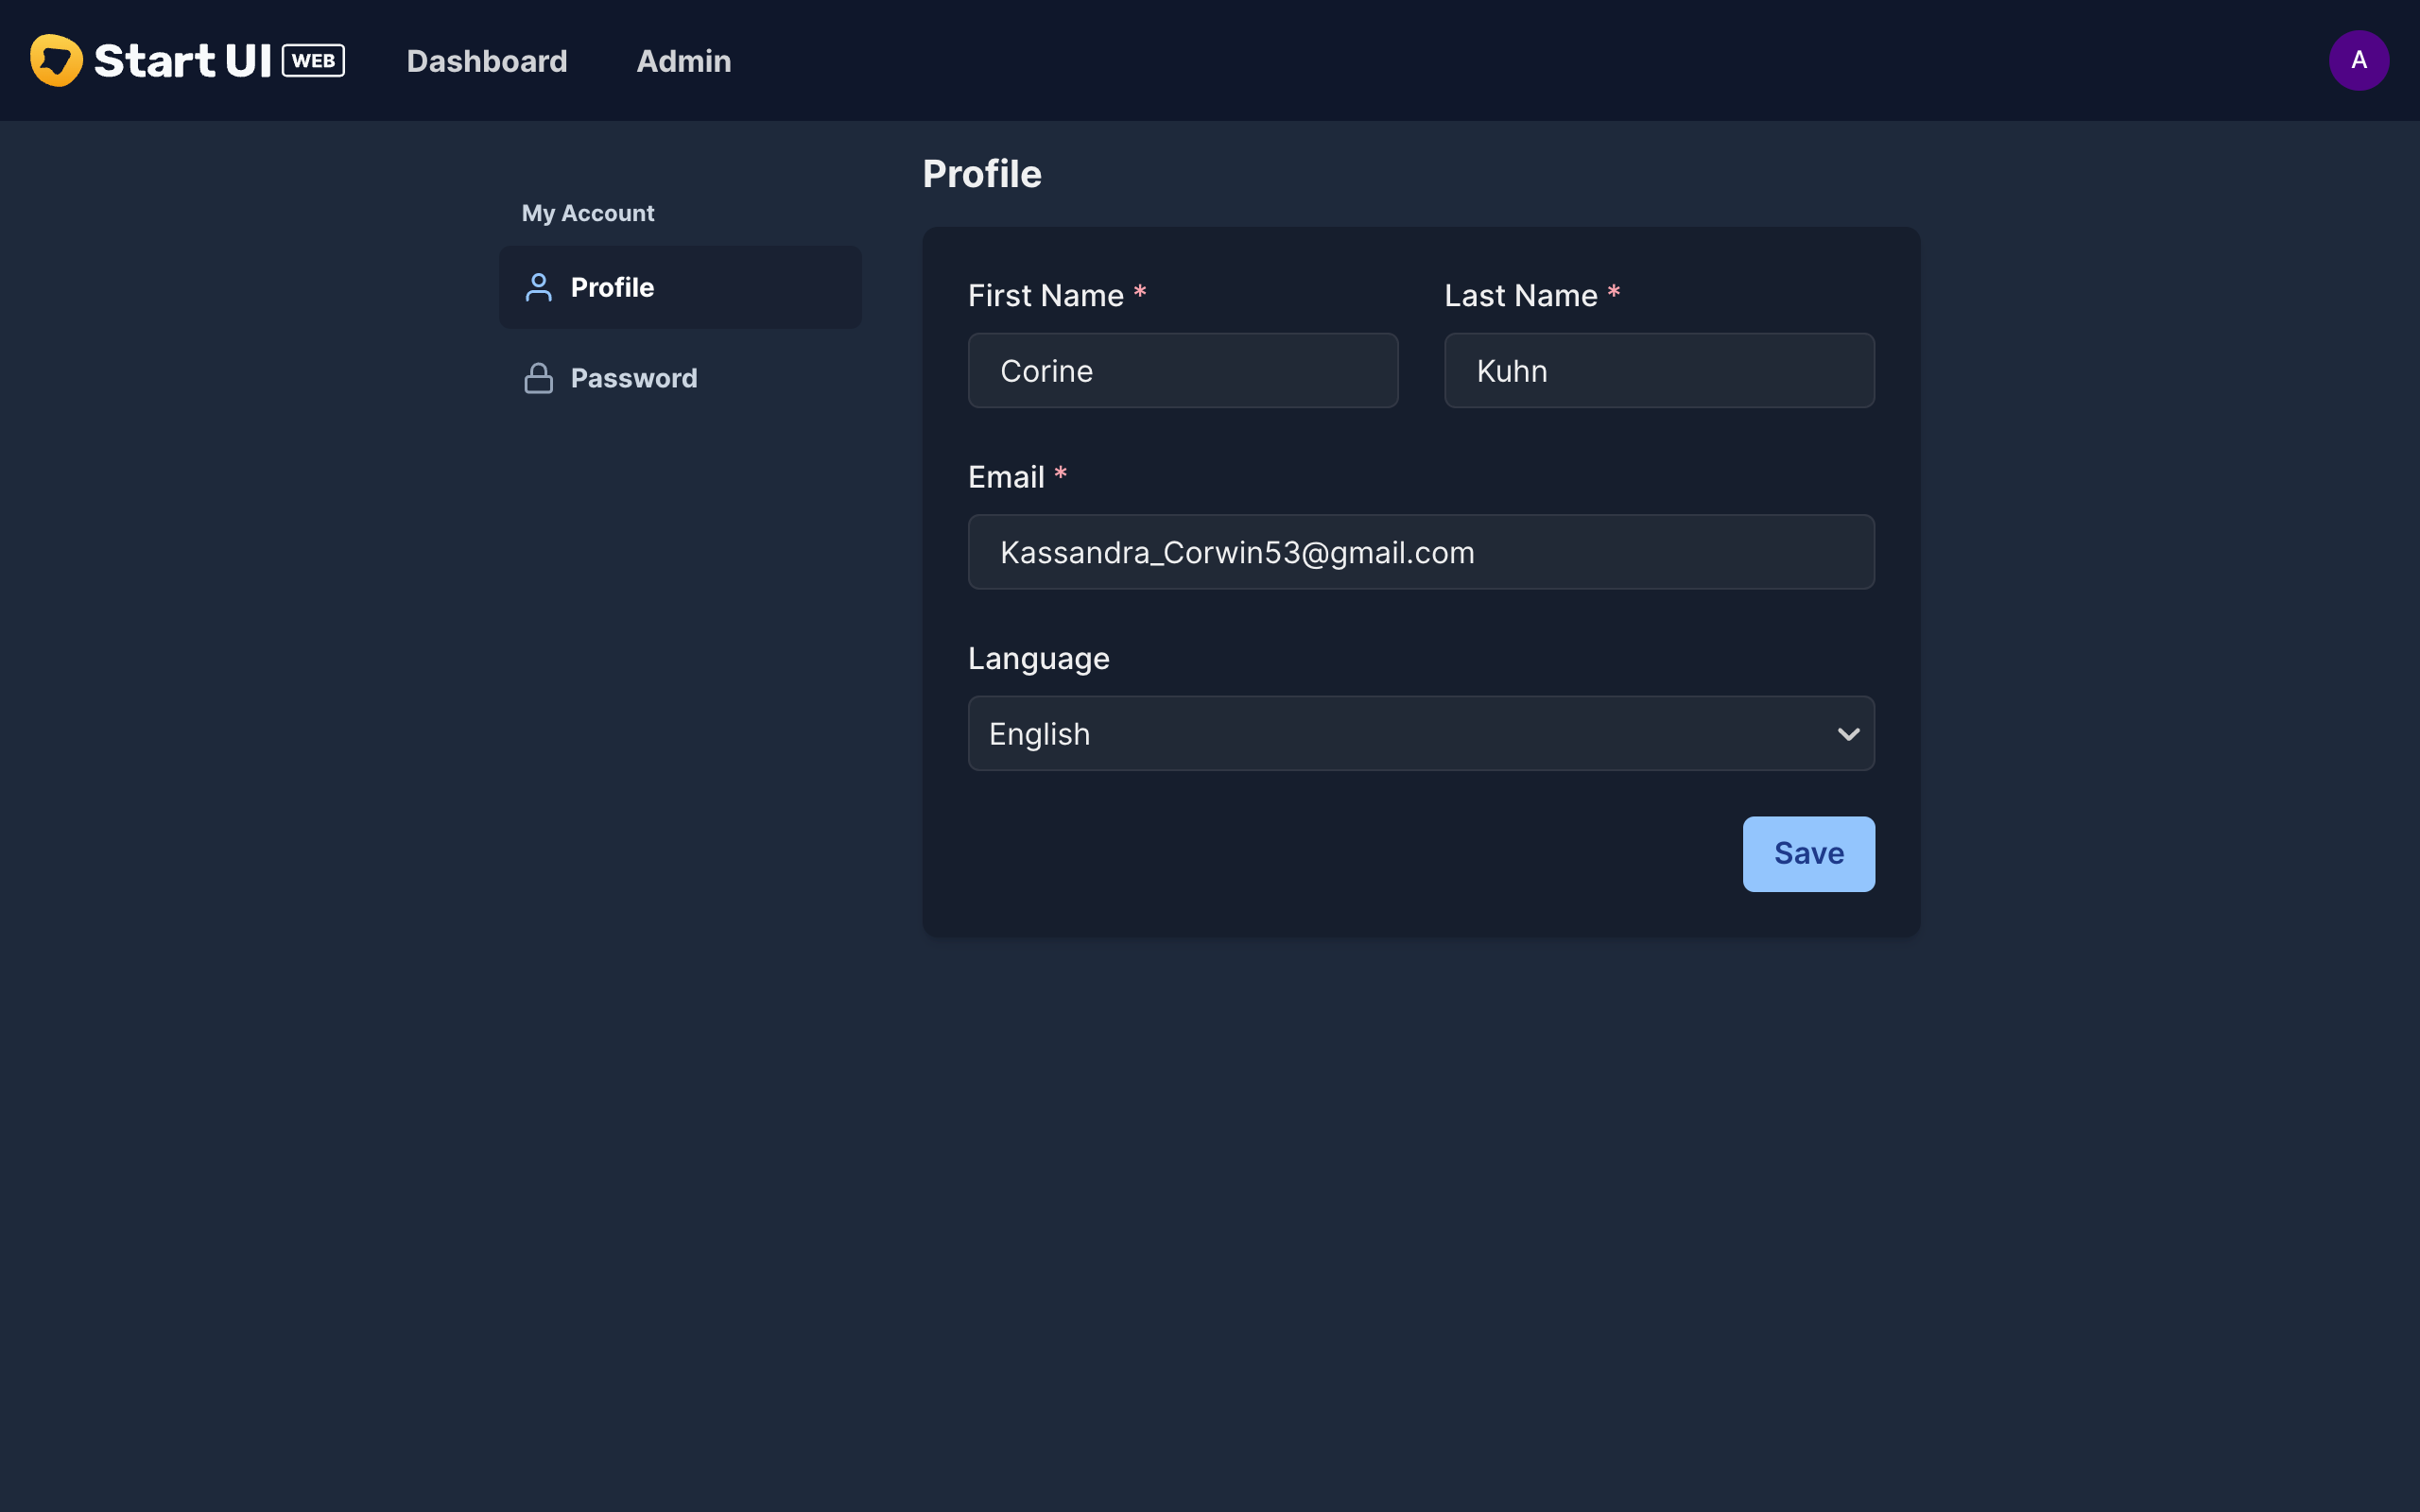 Start UI WEB Dashboard Admin A
My Account
Profile
Password
Profile
First Name * Last Name *
Corine Kuhn
Email *
Kassandra_Corwin53@gmail.com
Language
English
Save